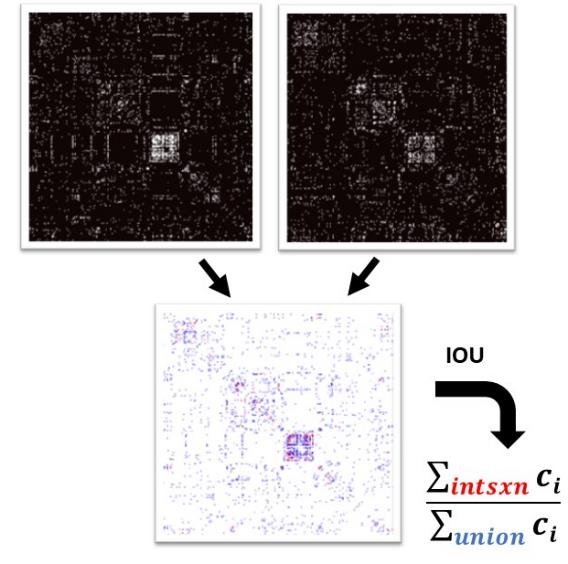 IOU
∑intsxn cᵢ
∑union cᵢ